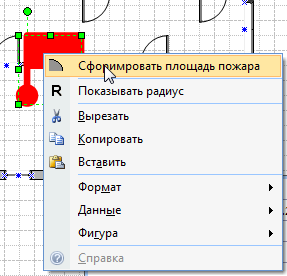 Сформировать площадь пожара
R Показывать радиус
Вырезать
Копировать
Вставить
Формат
Данные
Фигура
Справка